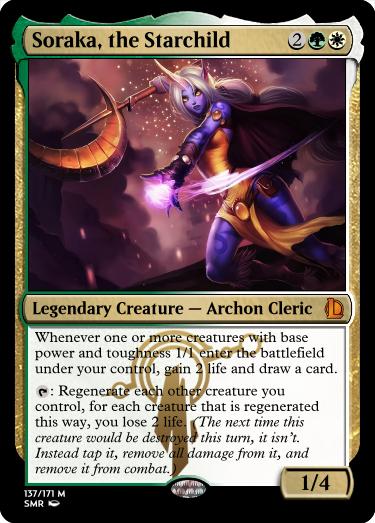 Soraka, the Starchild 2
Legendary Creature — Archon Cleric
Whenever one or more creatures with base
power and toughness 1/1 enter the battlefield
under your control, gain 2 life and draw a card.
: Regenerate each other creature you
control, for each creature that is regenerated
this way, you lose 2 life. (The next time this
creature would be destroyed this turn, it isn't.
Instead tap it, remove all damage from it, and
remove it from combat.)
1/4
137/171 M
SMR